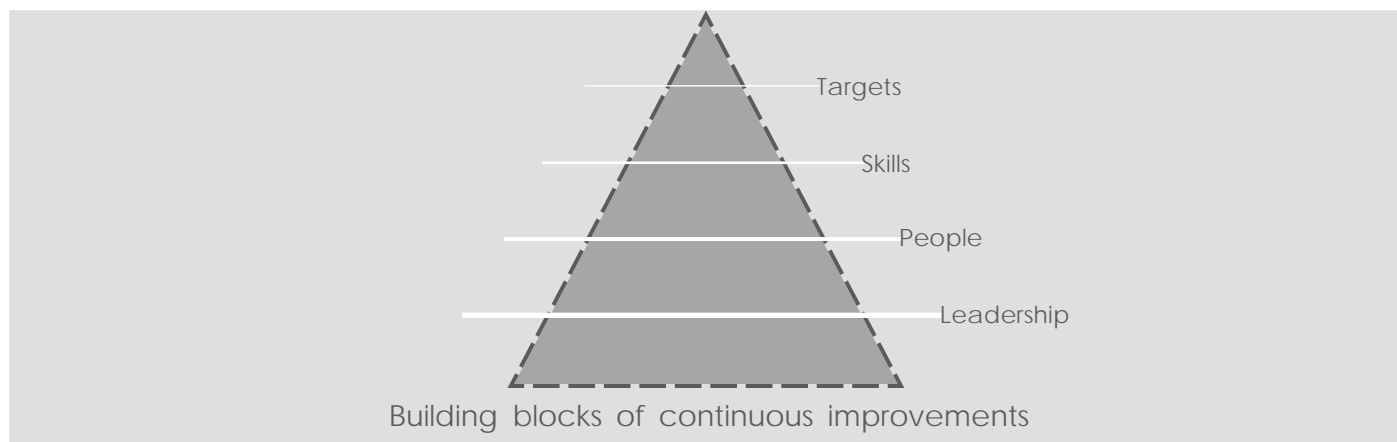 Targets
Skills
People
Leadership
Building blocks of continuous improvements